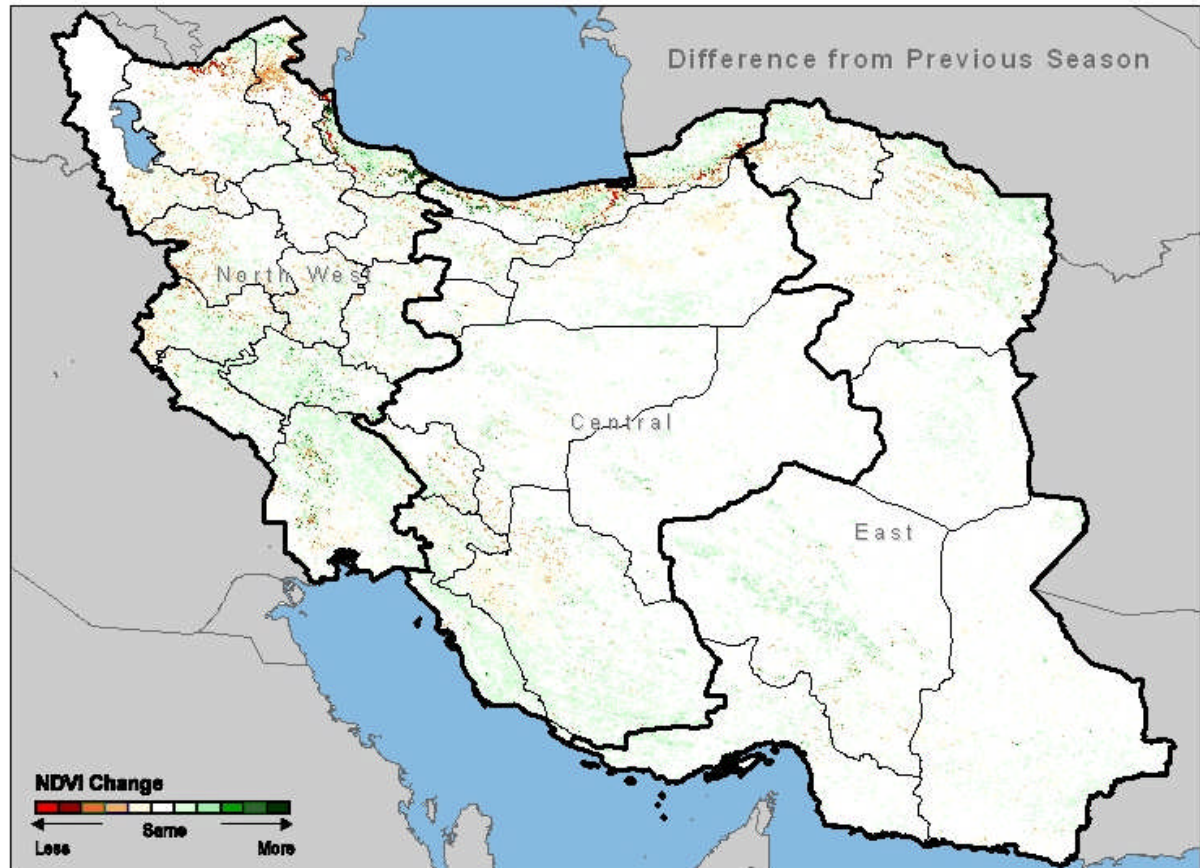 Difference from Previous Season
North West
Central
East
NDVI Change
Same
Less More